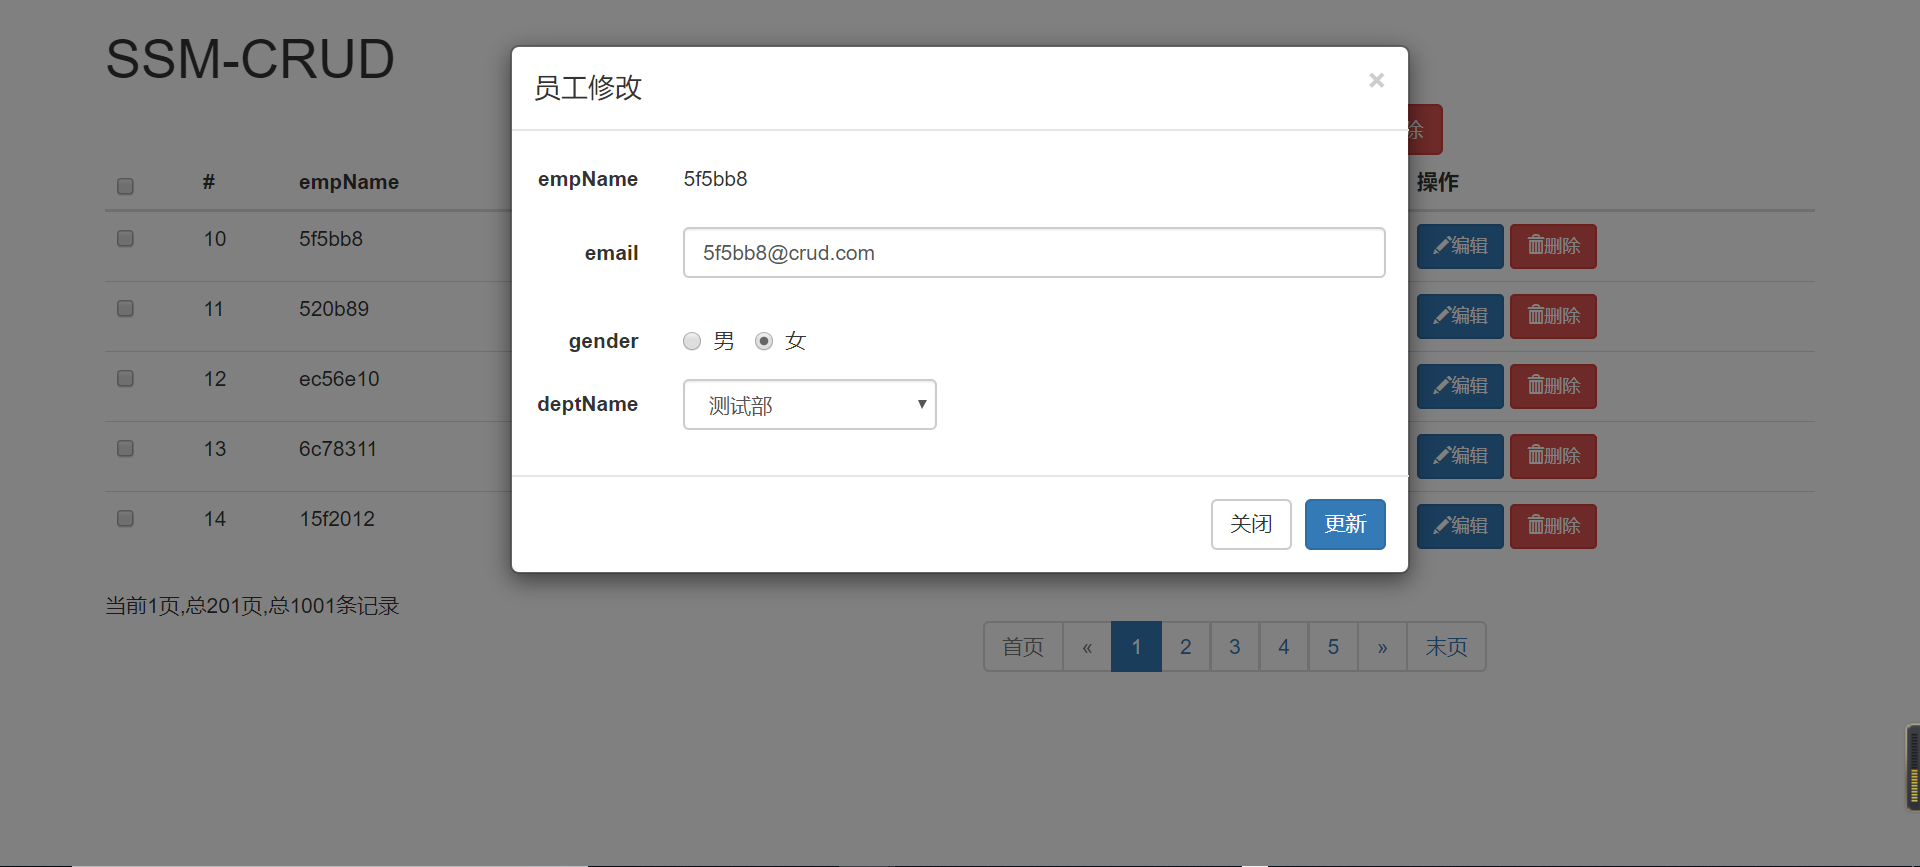 SSM-CRUD
员工修改
×
除
# empName 操作
empName 5f5bb8
email 5f5bb8@crud.com
gender 男 女
deptName 测试部
关闭 更新
10 5f5bb8 编辑 删除
11 520b89 编辑 删除
12 ec56e10 编辑 删除
13 6c78311 编辑 删除
14 15f2012 编辑 删除
当前1页,总201页,总1001条记录
首页 « 1 2 3 4 5 » 末页